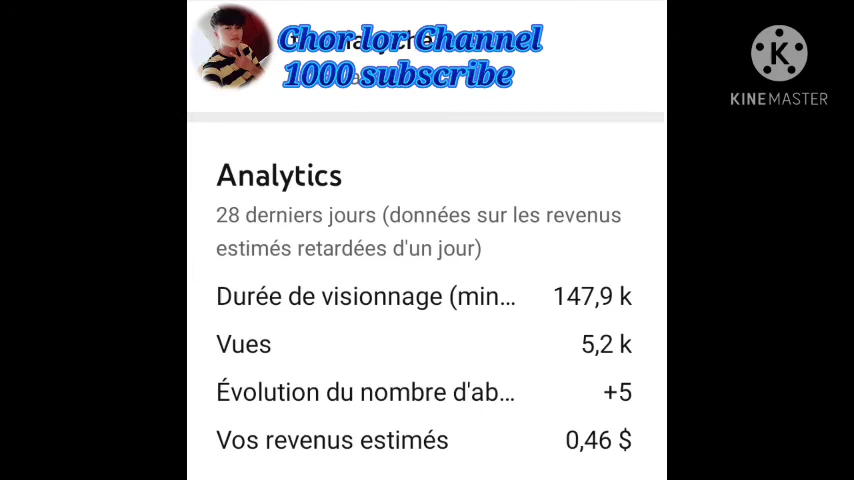 Chor lor Channel
1000 subscribe
KINEMASTER
Analytics
28 derniers jours (données sur les revenus
estimés retardées d'un jour)
Durée de visionnage (min... 147,9 k
Vues 5,2 k
Évolution du nombre d'ab... +5
Vos revenus estimés 0,46 $